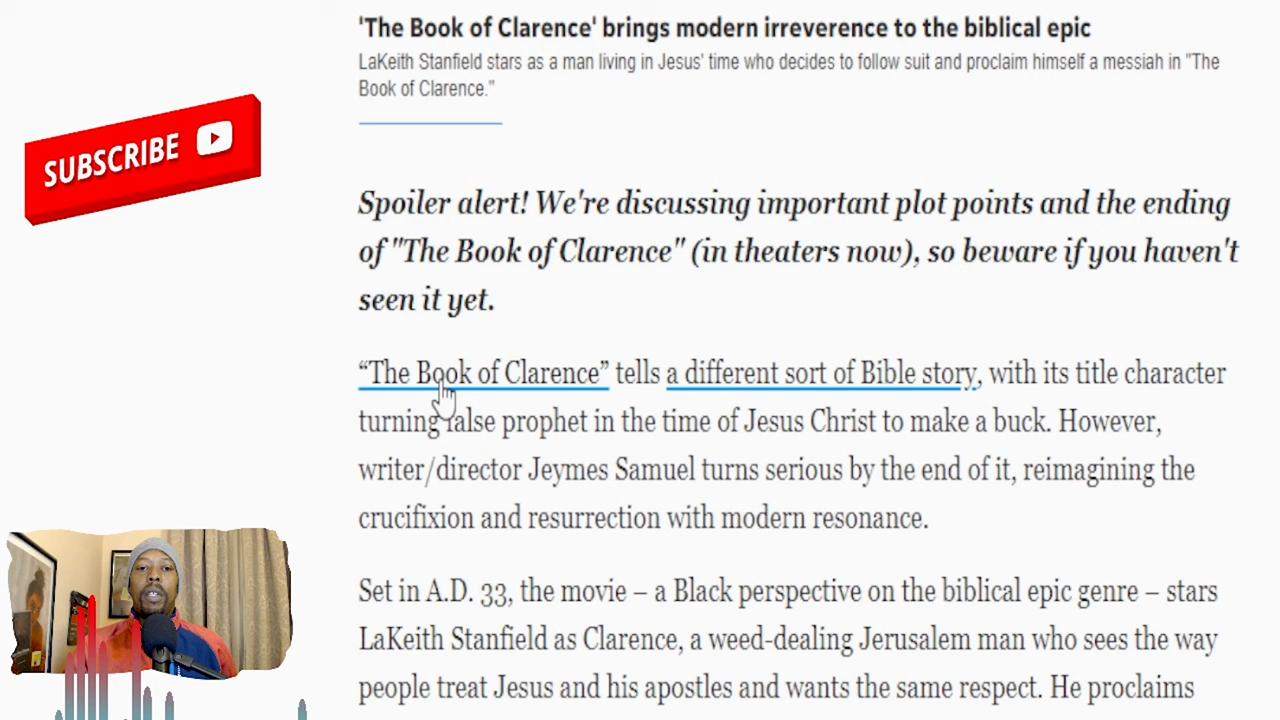 'The Book of Clarence' brings modern irreverence to the biblical epic
LaKeith Stanfield stars as a man living in Jesus' time who decides to follow suit and proclaim himself a messiah in "The
Book of Clarence."
SUBSCRIBE
Spoiler alert! We're discussing important plot points and the ending
of "The Book of Clarence" (in theaters now), so beware if you haven't
seen it yet.
“The Book of Clarence” tells a different sort of Bible story, with its title character
turning false prophet in the time of Jesus Christ to make a buck. However,
writer/director Jeymes Samuel turns serious by the end of it, reimagining the
crucifixion and resurrection with modern resonance.
Set in A.D. 33, the movie – a Black perspective on the biblical epic genre – stars
LaKeith Stanfield as Clarence, a weed-dealing Jerusalem man who sees the way
people treat Jesus and his apostles and wants the same respect. He proclaims